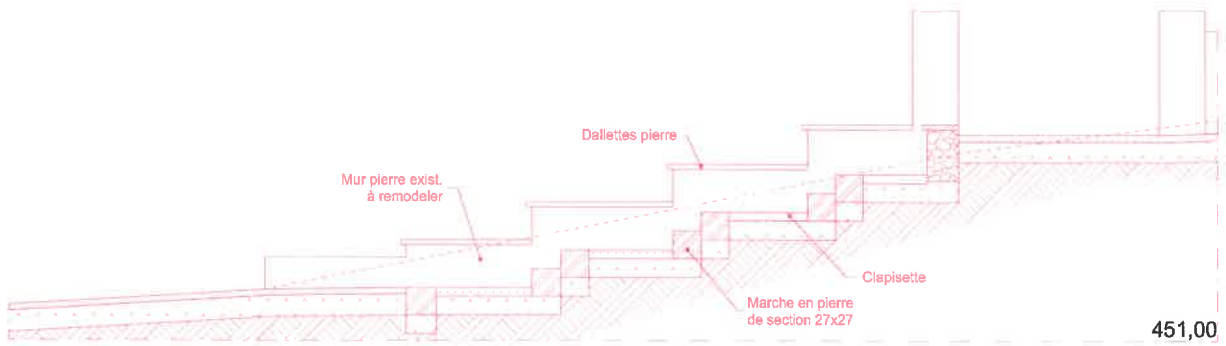 Dallettes pierre
Mur pierre exist.
à remodeler
Clapisette
Marche en pierre
de section 27x27
451,00